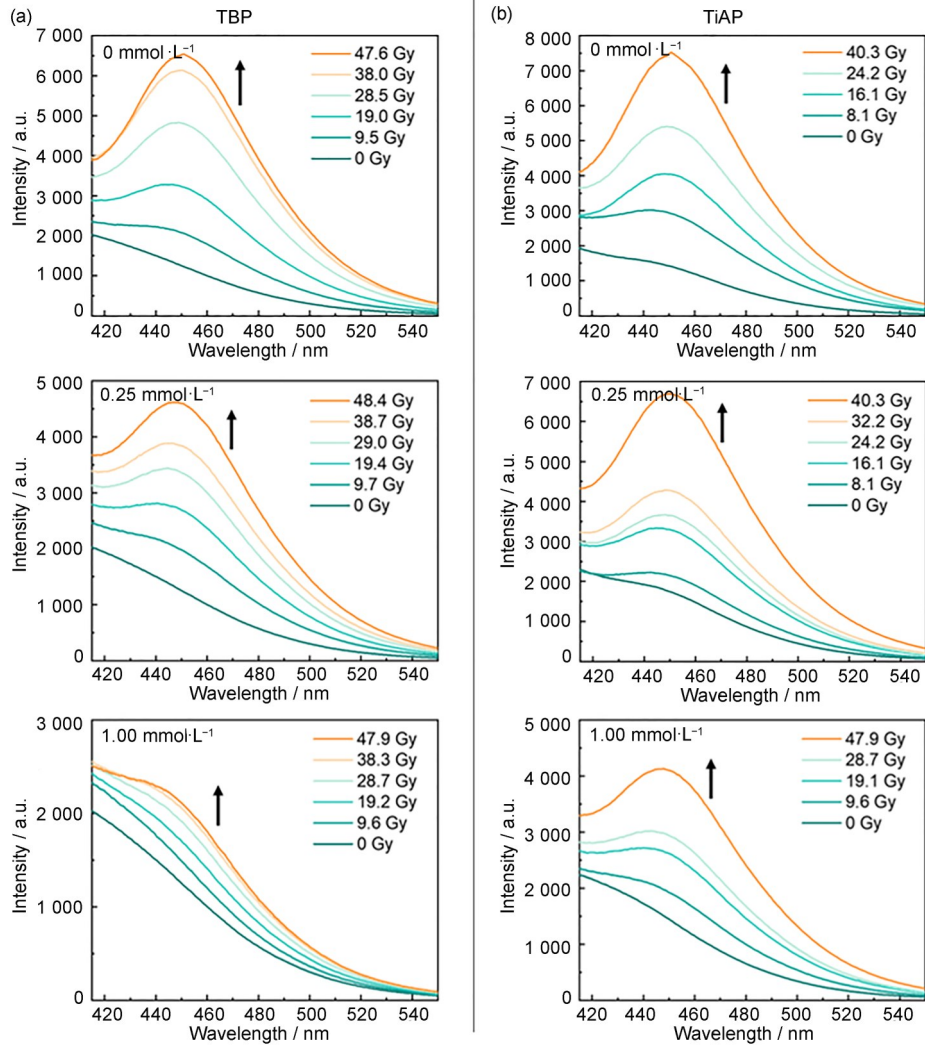 (a)
TBP
7 000
6 000
5 000
4 000
3 000
2 000
1 000
0
Intensity / a.u.
0 mmol·L⁻¹
47.6 Gy
38.0 Gy
28.5 Gy
19.0 Gy
9.5 Gy
0 Gy
420 440 460 480 500 520 540
Wavelength / nm
5 000
4 000
3 000
2 000
1 000
0
Intensity / a.u.
0.25 mmol·L⁻¹
48.4 Gy
38.7 Gy
29.0 Gy
19.4 Gy
9.7 Gy
0 Gy
420 440 460 480 500 520 540
Wavelength / nm
3 000
2 000
1 000
0
Intensity / a.u.
1.00 mmol·L⁻¹
47.9 Gy
38.3 Gy
28.7 Gy
19.2 Gy
9.6 Gy
0 Gy
420 440 460 480 500 520 540
Wavelength / nm
(b)
TiAP
8 000
7 000
6 000
5 000
4 000
3 000
2 000
1 000
0
Intensity / a.u.
0 mmol·L⁻¹
40.3 Gy
24.2 Gy
16.1 Gy
8.1 Gy
0 Gy
420 440 460 480 500 520 540
Wavelength / nm
7 000
6 000
5 000
4 000
3 000
2 000
1 000
0
Intensity / a.u.
0.25 mmol·L⁻¹
40.3 Gy
32.2 Gy
24.2 Gy
16.1 Gy
8.1 Gy
0 Gy
420 440 460 480 500 520 540
Wavelength / nm
5 000
4 000
3 000
2 000
1 000
0
Intensity / a.u.
1.00 mmol·L⁻¹
47.9 Gy
28.7 Gy
19.1 Gy
9.6 Gy
0 Gy
420 440 460 480 500 520 540
Wavelength / nm